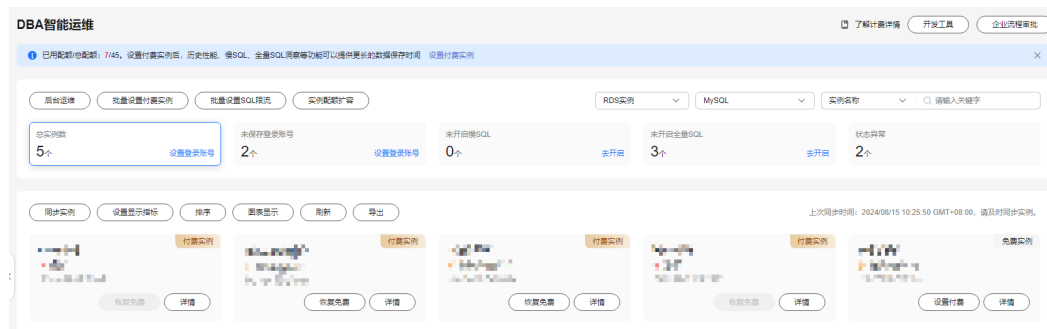 DBA智能运维
了解计费详情 开发工具 企业流程审批
已用配额/总配额：7/45。设置付费实例后，历史性能、慢SQL、全量SQL洞察等功能可以提供更长的数据保存时间 设置付费实例
后台运维 批量设置付费实例 批量设置SQL限流 实例配额扩容 RDS实例 MySQL 实例名称 请输入关键字
总实例数 未保存登录账号 未开启慢SQL 未开启全量SQL 状态异常
5个 设置登录账号 2个 设置登录账号 0个 去开启 3个 去开启 2个
同步实例 设置显示指标 排序 图表显示 刷新 导出 上次同步时间：2024/08/15 10:25:50 GMT+08:00，请及时同步实例。
付费实例 付费实例 付费实例 付费实例 免费实例
恢复免费 详情 恢复免费 详情 恢复免费 详情 恢复免费 详情 设置付费 详情